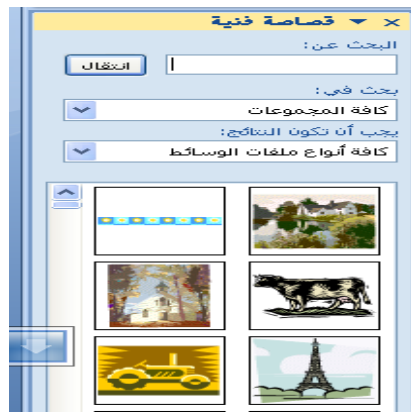 قصاصة فنية
البحث عن:
انتقال
بحث في:
كافة المجموعات
يجب أن تكون النتائج:
كافة أنواع ملفات الوسائط